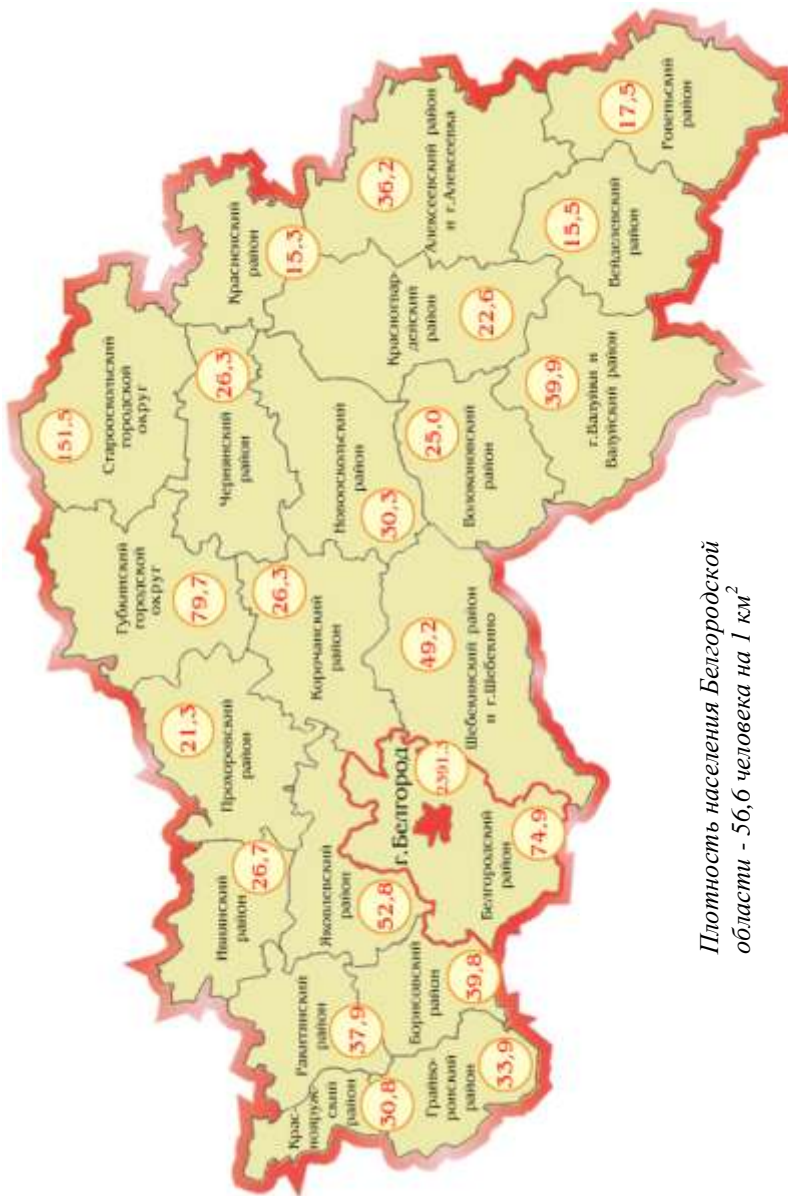 Старооскольский
городской
округ
151,5
Губкинский
городской
округ
79,7
Чернянский
район
26,3
Красненский
район
15,3
Прохоровский
район
21,3
Корочанский
район
26,3
Новооскольский
район
30,3
Красногвар-
дейский
район
22,6
Алексеевский район
и г.Алексеевка
36,2
Ивнянский
район
26,7
Яковлевский
район
52,8
г.Белгород
2391,3
Белгородский
район
74,9
Шебекинский район
и г.Шебекино
49,2
Волоконовский
район
25,0
г.Валуйки и
Валуйский район
39,9
Вейделевский
район
15,5
Ровеньский
район
17,5
Ракитянский
район
37,9
Борисовский
район
39,8
Крас-
нояруж-
ский
район
30,8
Грайво-
ронский
район
33,9
Плотность населения Белгородской
области - 56,6 человека на 1 км²